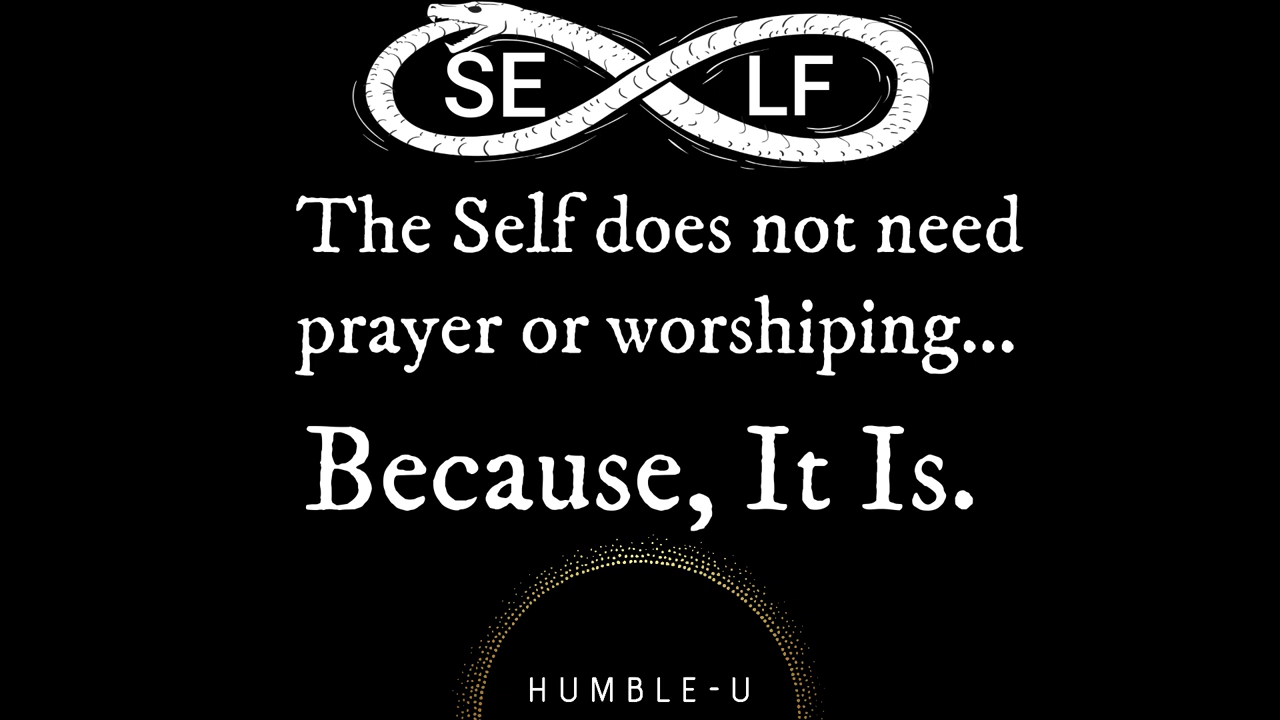 SE LF
The Self does not need
prayer or worshiping...
Because, It Is.
HUMBLE-U